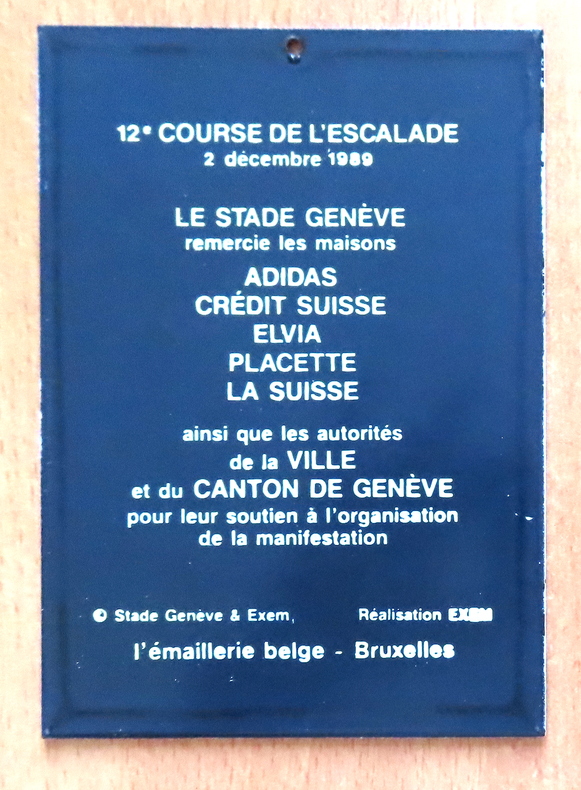 12e COURSE DE L'ESCALADE
2 décembre 1989
LE STADE GENÈVE
remercie les maisons
ADIDAS
CRÉDIT SUISSE
ELVIA
PLACETTE
LA SUISSE
ainsi que les autorités
de la VILLE
et du CANTON DE GENÈVE
pour leur soutien à l'organisation
de la manifestation
© Stade Genève & Exem, Réalisation EXEM
l'émaillerie belge - Bruxelles